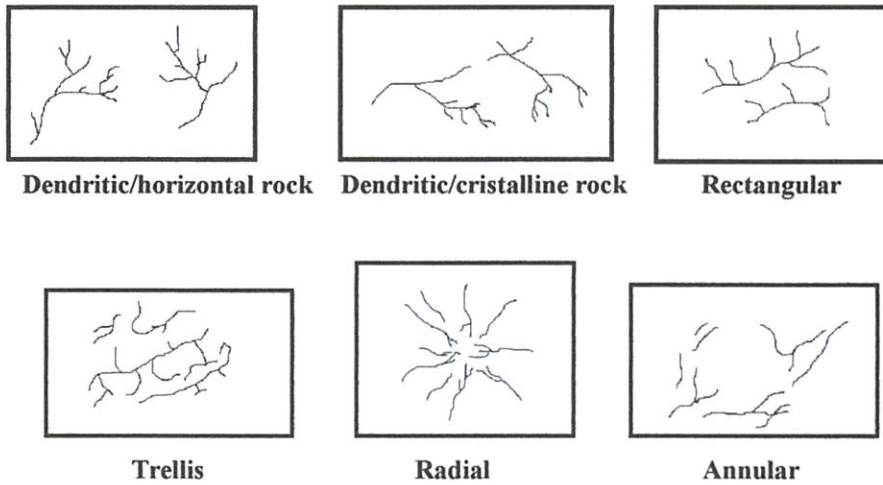 Dendritic/horizontal rock
Dendritic/cristalline rock
Rectangular
Trellis
Radial
Annular